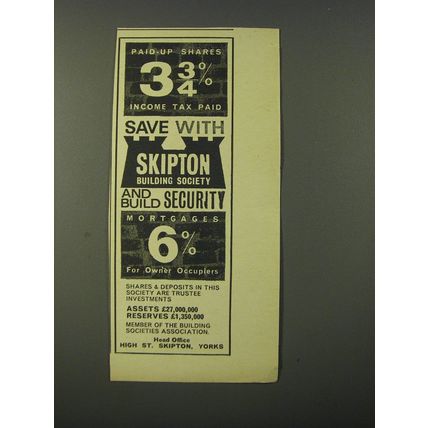 PAID-UP SHARES
3 3/4%
INCOME TAX PAID
SAVE WITH
SKIPTON
BUILDING SOCIETY
AND
BUILD SECURITY
MORTGAGES
6%
For Owner Occupiers
SHARES & DEPOSITS IN THIS
SOCIETY ARE TRUSTEE
INVESTMENTS
ASSETS £27,000,000
RESERVES £1,350,000
MEMBER OF THE BUILDING
SOCIETIES ASSOCIATION.
Head Office
HIGH ST. SKIPTON, YORKS